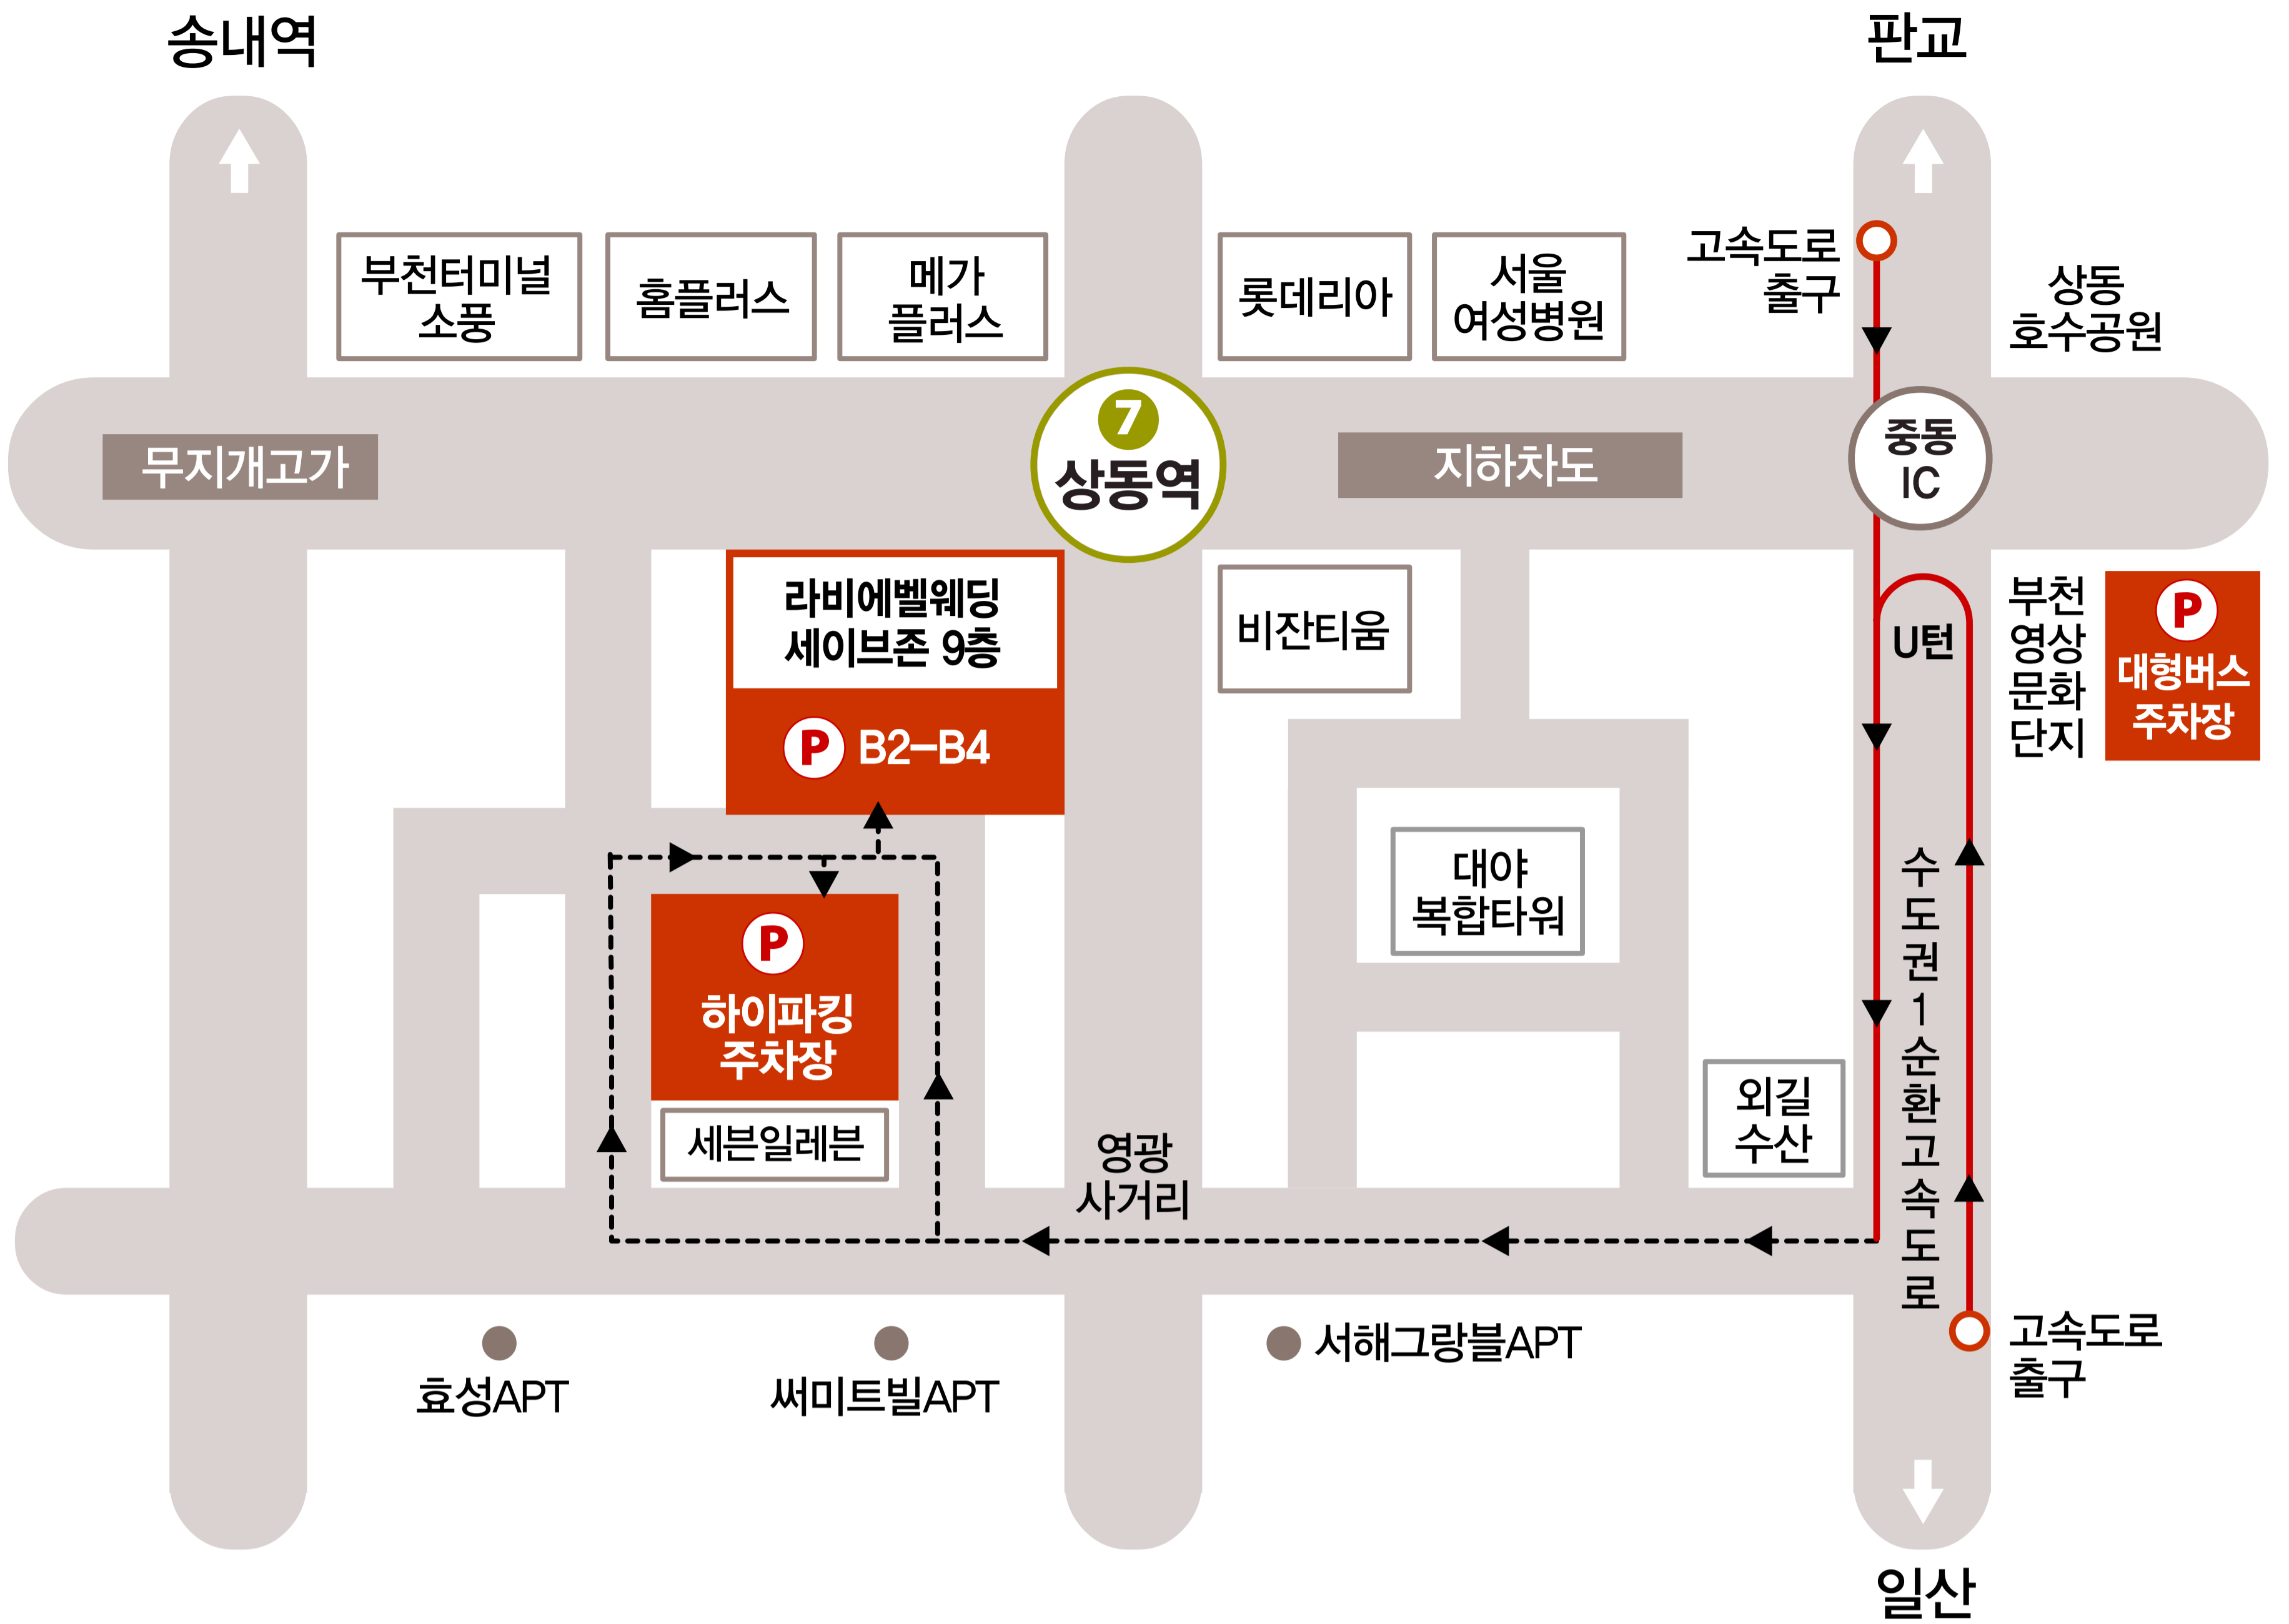 송내역
판교
부천터미널
소풍
홈플러스
메가
플러스
롯데리아
서울
여성병원
고속도로
출구
상동
호수공원
무지개고가
7
상동역
지하차도
중동
IC
라비에벨웨딩
세이브존 9층
P B2-B4
비잔티움
U턴
부천
영상
문화
단지
P
대형버스
주차장
대야
복합타워
수도권1순환고속도로
P
하이파킹
주차장
세븐일레븐
영광
사거리
외길
수산
효성APT
써미트빌APT
서해그랑블APT
고속도로
출구
일산